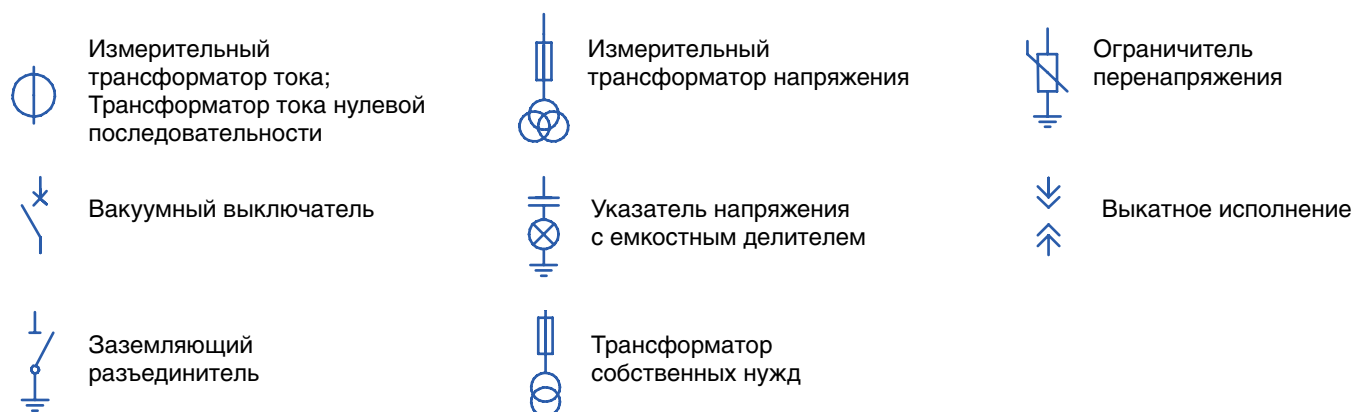 Измерительный
трансформатор тока;
Трансформатор тока нулевой
последовательности
Измерительный
трансформатор напряжения
Ограничитель
перенапряжения
Вакуумный выключатель
Указатель напряжения
с емкостным делителем
Выкатное исполнение
Заземляющий
разъединитель
Трансформатор
собственных нужд